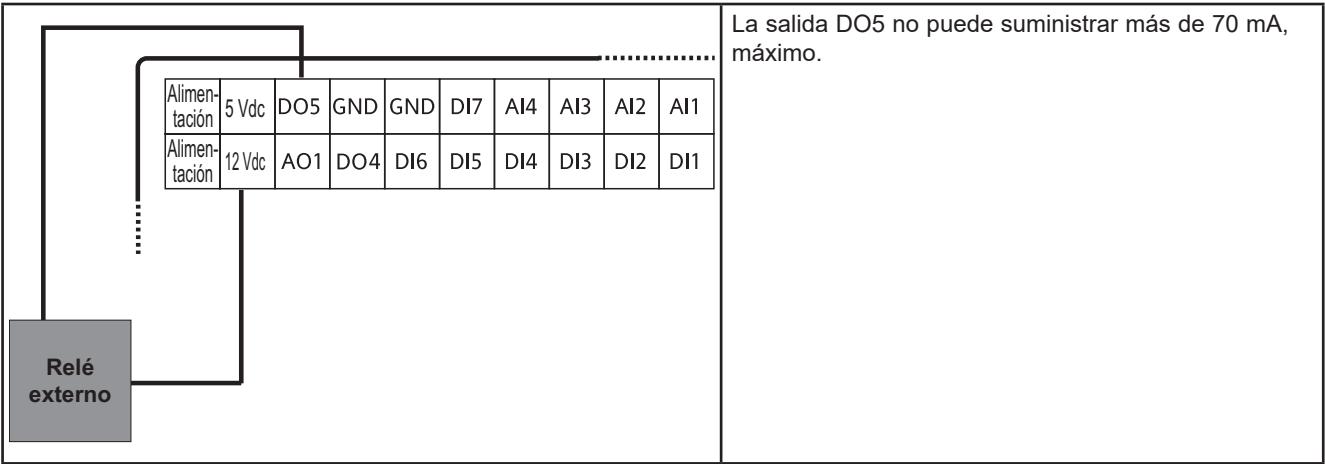 La salida DO5 no puede suministrar más de 70 mA,
máximo.
Alimen-
tación 5 Vdc DO5 GND GND DI7 AI4 AI3 AI2 AI1
Alimen-
tación 12 Vdc AO1 DO4 DI6 DI5 DI4 DI3 DI2 DI1
Relé
externo